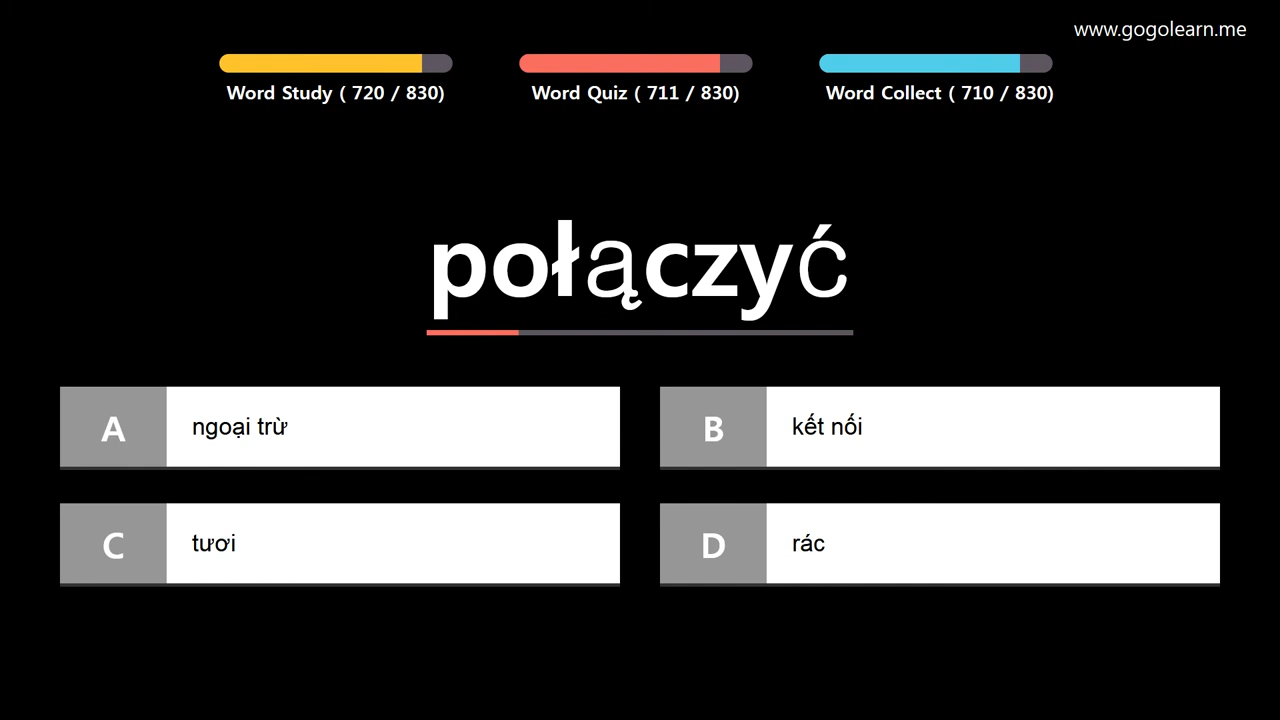 www.gogolearn.me
Word Study ( 720 / 830)
Word Quiz ( 711 / 830)
Word Collect ( 710 / 830)
połączyć
A ngoại trừ
B kết nối
C tươi
D rác